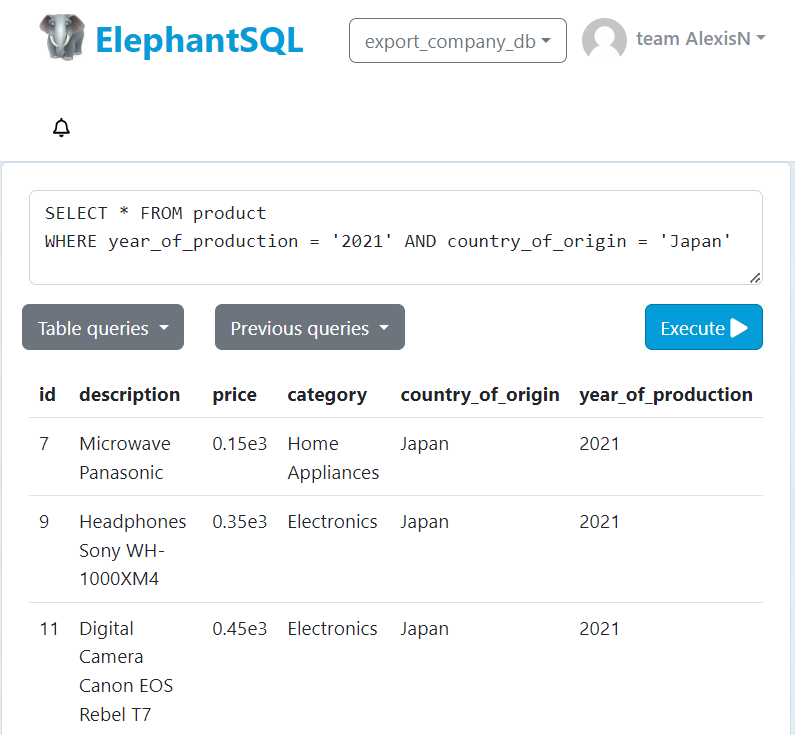 ElephantSQL
export_company_db
team AlexisN
SELECT * FROM product
WHERE year_of_production = '2021' AND country_of_origin = 'Japan'
Table queries
Previous queries
Execute
id description price category country_of_origin year_of_production
7 Microwave 0.15e3 Home Japan 2021
Panasonic Appliances
9 Headphones 0.35e3 Electronics Japan 2021
Sony WH-
1000XM4
11 Digital 0.45e3 Electronics Japan 2021
Camera
Canon EOS
Rebel T7